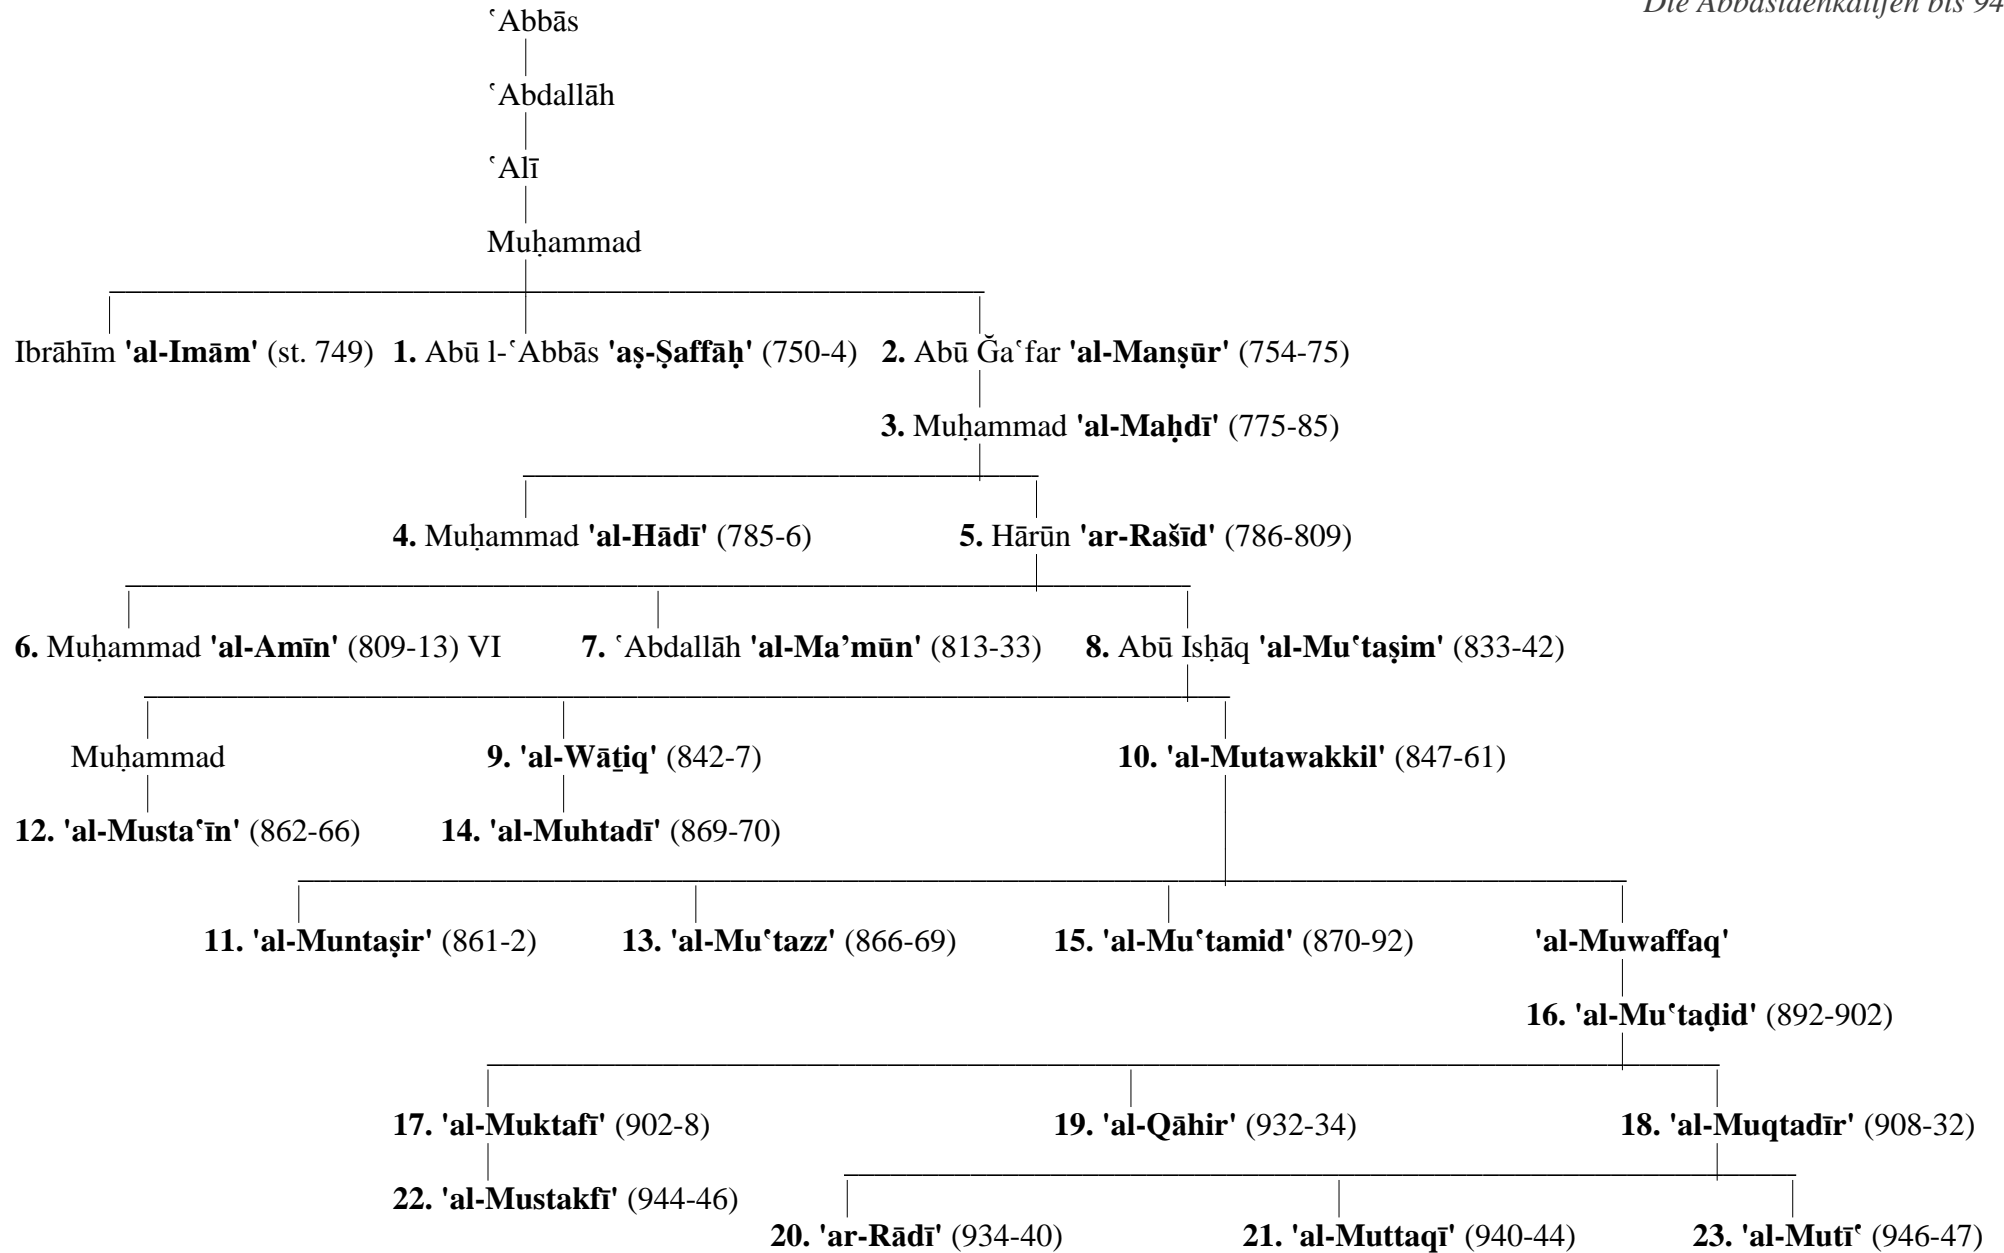 Die Abbasidenkalifen bis 94
ʿAbbās
ʿAbdallāh
ʿAlī
Muḥammad
Ibrāhīm 'al-Imām' (st. 749) 1. Abū l-ʿAbbās 'aṣ-Ṣaffāḥ' (750-4) 2. Abū Ğaʿfar 'al-Manṣūr' (754-75)
3. Muḥammad 'al-Maḥdī' (775-85)
4. Muḥammad 'al-Hādī' (785-6) 5. Hārūn 'ar-Rašīd' (786-809)
6. Muḥammad 'al-Amīn' (809-13) VI 7. ʿAbdallāh 'al-Ma’mūn' (813-33) 8. Abū Isḥāq 'al-Muʿtaṣim' (833-42)
Muḥammad 9. 'al-Wāṯiq' (842-7) 10. 'al-Mutawakkil' (847-61)
12. 'al-Mustaʿīn' (862-66) 14. 'al-Muhtadī' (869-70)
11. 'al-Muntaṣir' (861-2) 13. 'al-Muʿtazz' (866-69) 15. 'al-Muʿtamid' (870-92) 'al-Muwaffaq'
16. 'al-Muʿtaḍid' (892-902)
17. 'al-Muktafī' (902-8) 19. 'al-Qāhir' (932-34) 18. 'al-Muqtadīr' (908-32)
22. 'al-Mustakfī' (944-46)
20. 'ar-Rādī' (934-40) 21. 'al-Muttaqī' (940-44) 23. 'al-Mutīʿ (946-47)